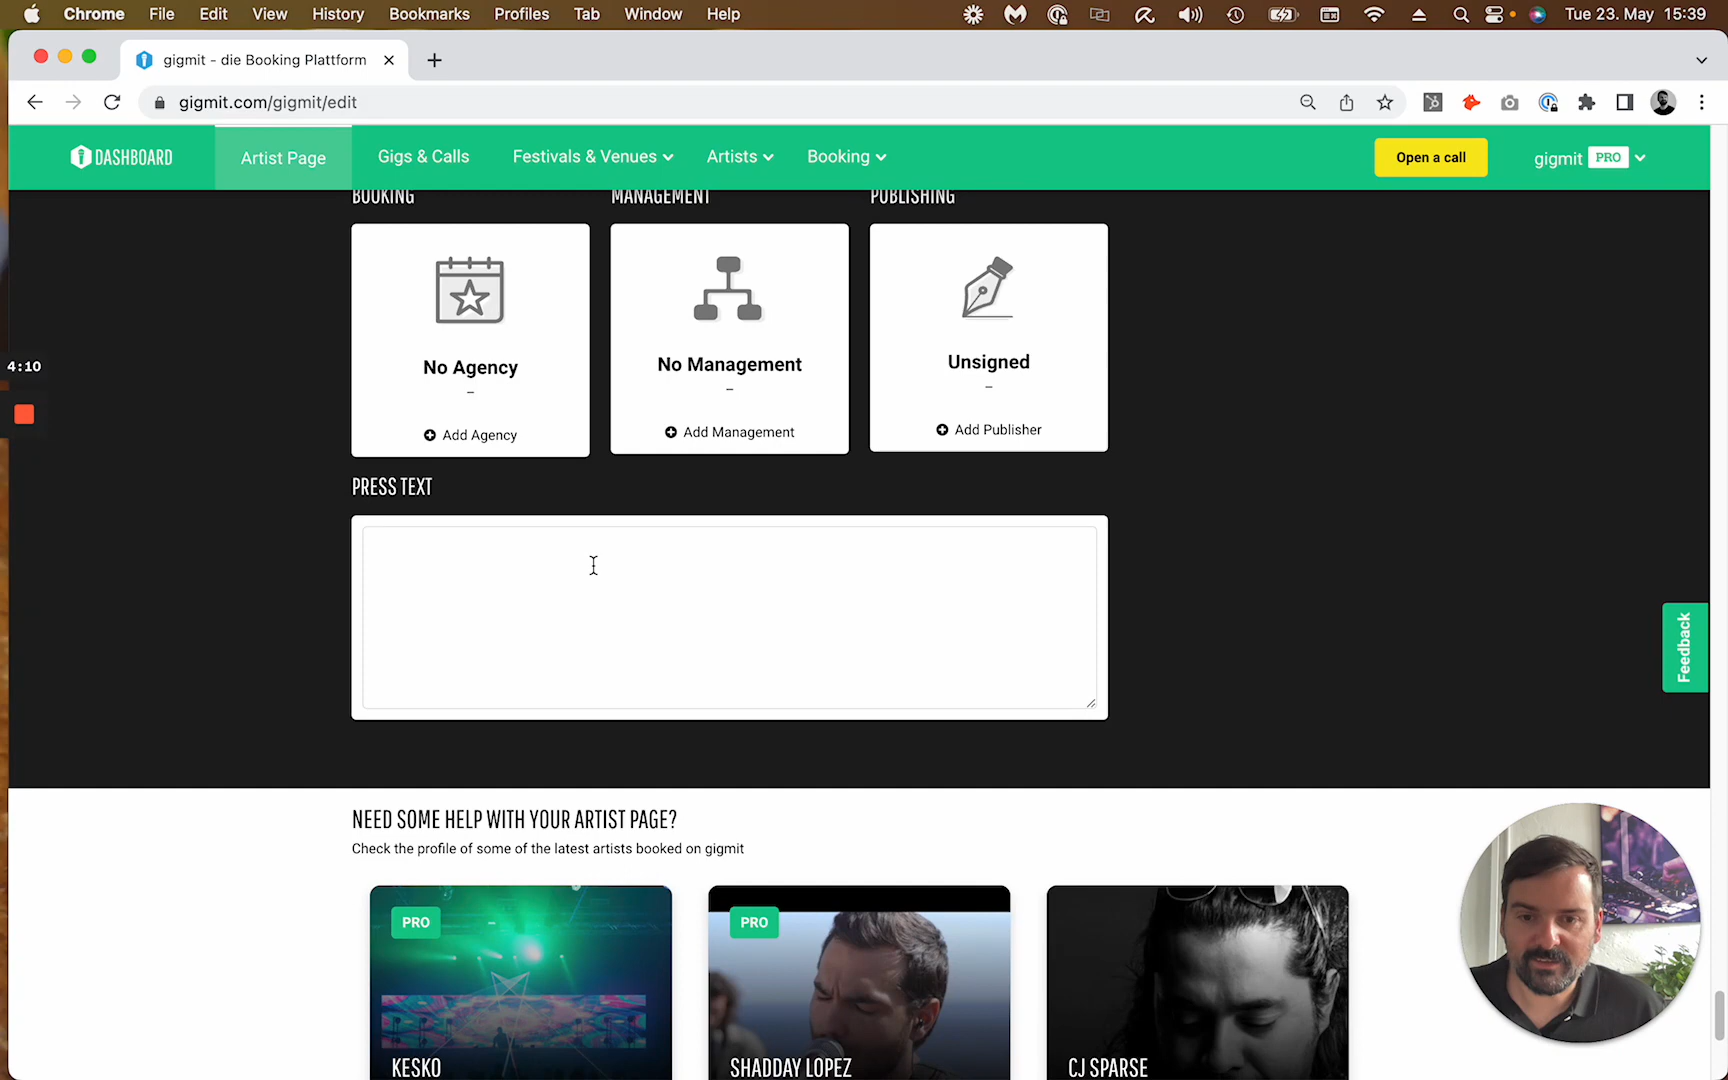 Chrome File Edit View History Bookmarks Profiles Tab Window Help Tue 23. May 15:39
gigmit - die Booking Plattform
gigmit.com/gigmit/edit
DASHBOARD Artist Page Gigs & Calls Festivals & Venues Artists Booking Open a call gigmit PRO
BOOKING MANAGEMENT PUBLISHING
No Agency No Management Unsigned
– – –
Add Agency Add Management Add Publisher
4:10
PRESS TEXT
Feedback
NEED SOME HELP WITH YOUR ARTIST PAGE?
Check the profile of some of the latest artists booked on gigmit
PRO PRO
KESKO SHADDAY LOPEZ CJ SPARSE